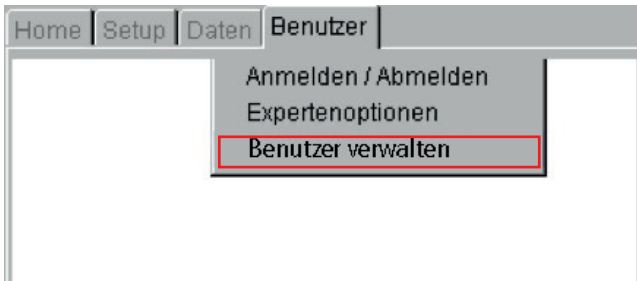 Home Setup Daten Benutzer
Anmelden / Abmelden
Expertenoptionen
Benutzer verwalten